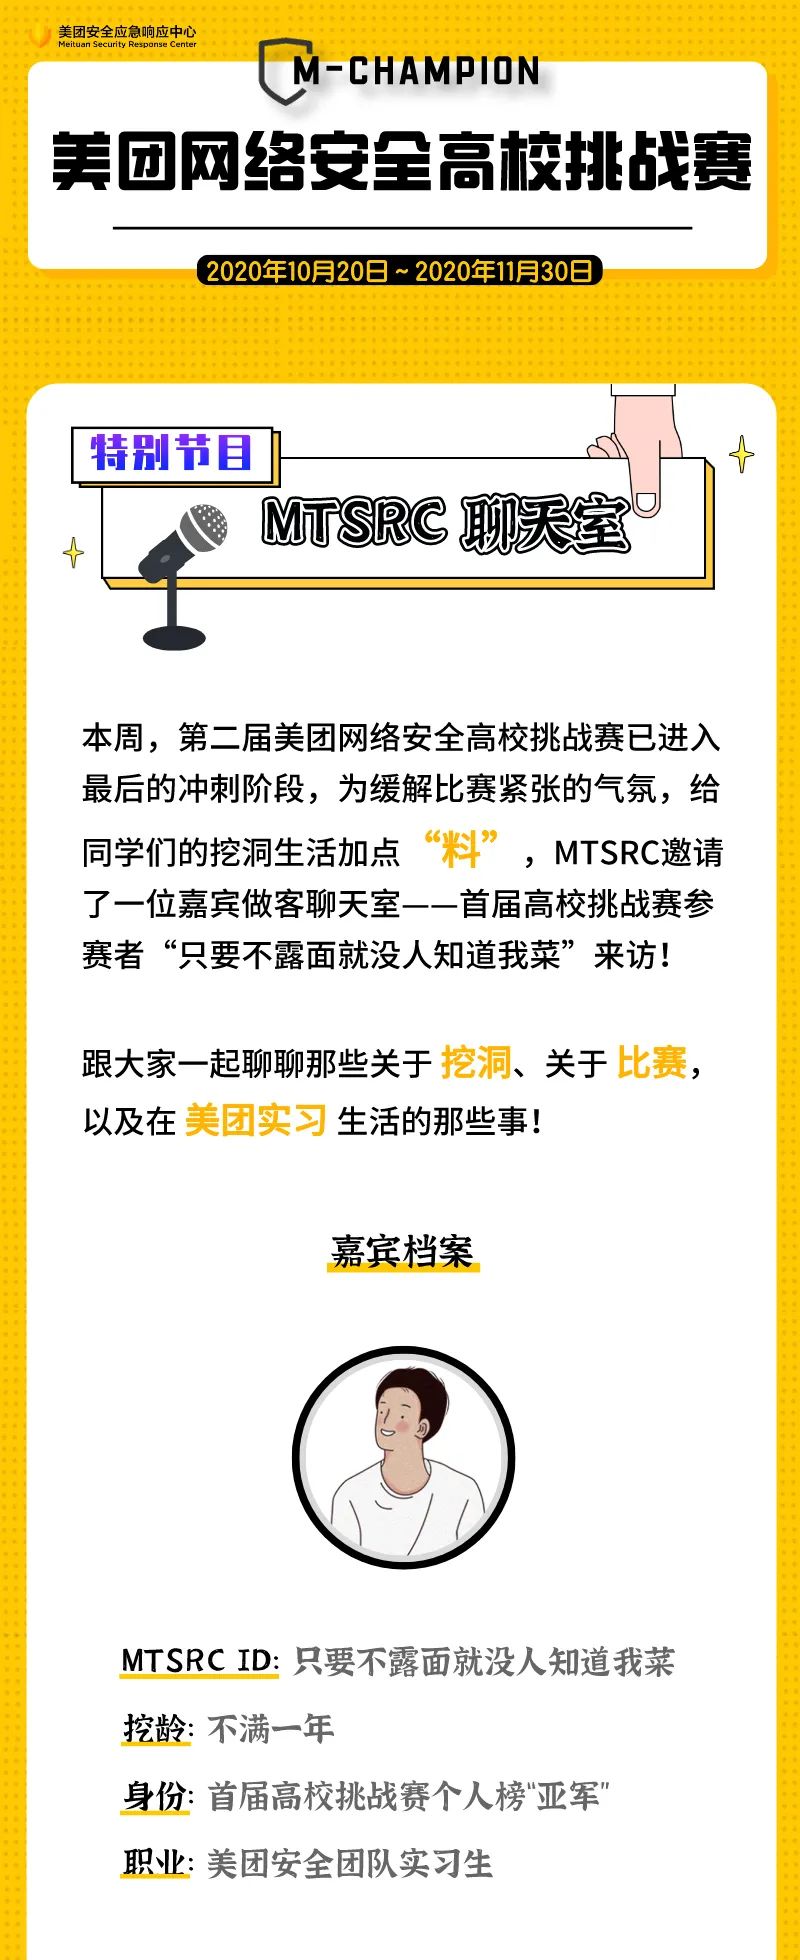 美团安全应急响应中心
Meituan Security Response Center
M-CHAMPION
美团网络安全高校挑战赛
2020年10月20日 ~ 2020年11月30日
特别节目
MTSRC 聊天室
本周，第二届美团网络安全高校挑战赛已进入
最后的冲刺阶段，为缓解比赛紧张的气氛，给
同学们的挖洞生活加点“料”，MTSRC邀请
了一位嘉宾做客聊天室——首届高校挑战赛参
赛者“只要不露面就没人知道我菜”来访！
跟大家一起聊聊那些关于 挖洞、关于 比赛，
以及在 美团实习 生活的那些事！
嘉宾档案
MTSRC ID: 只要不露面就没人知道我菜
挖龄: 不满一年
身份: 首届高校挑战赛个人榜“亚军”
职业: 美团安全团队实习生